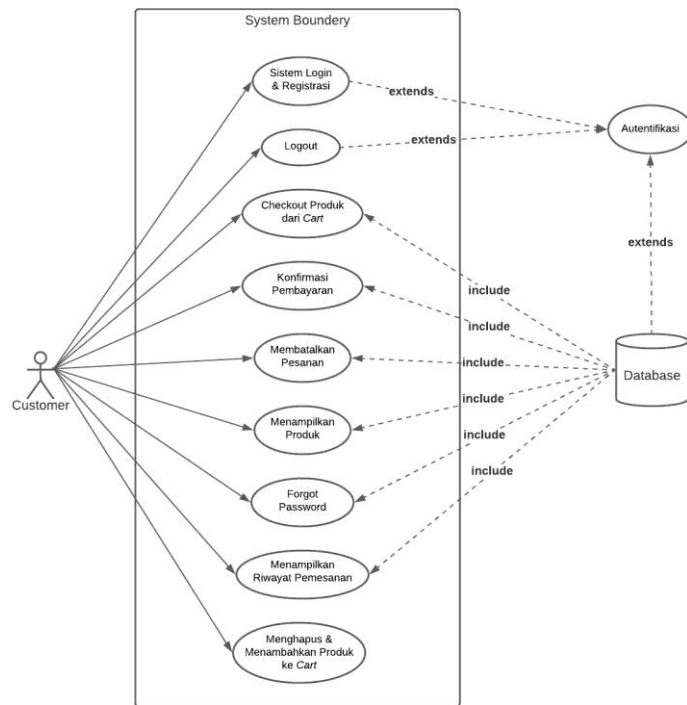 System Boundery
Sistem Login
& Registrasi
extends
Autentifikasi
Logout
extends
Checkout Produk
dari Cart
extends
Konfirmasi
Pembayaran
include
include
Membatalkan
Pesanan
include
Database
Customer
Menampilkan
Produk
include
Forgot
Password
include
include
Menampilkan
Riwayat Pemesanan
Menghapus &
Menambahkan Produk
ke Cart